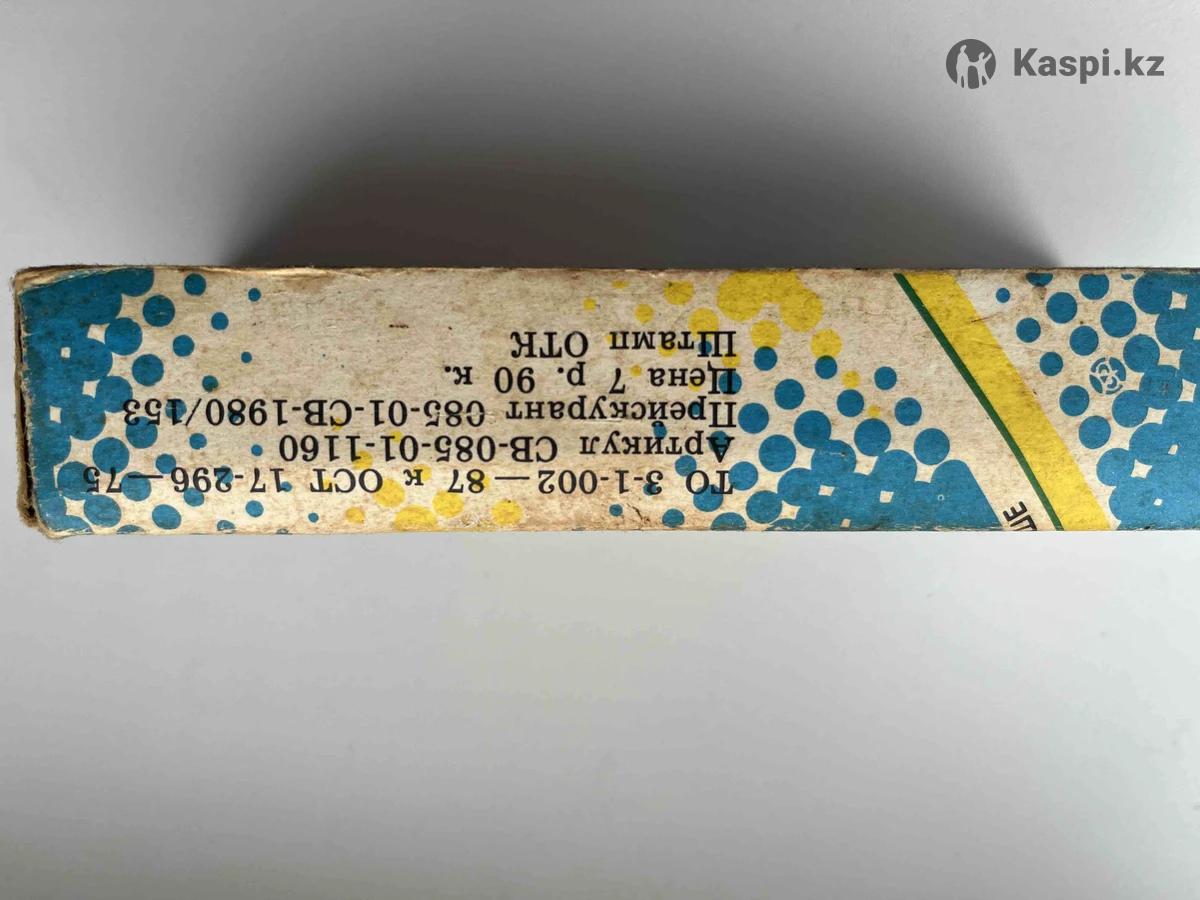 Kaspi.kz
ТО 3-1-002—87 к ОСТ 17-296—75
Артикул СВ-085-01-1160
Прейскурант 085-01-СВ-1980/153
Цена 7 р. 90 к.
Штамп ОТК